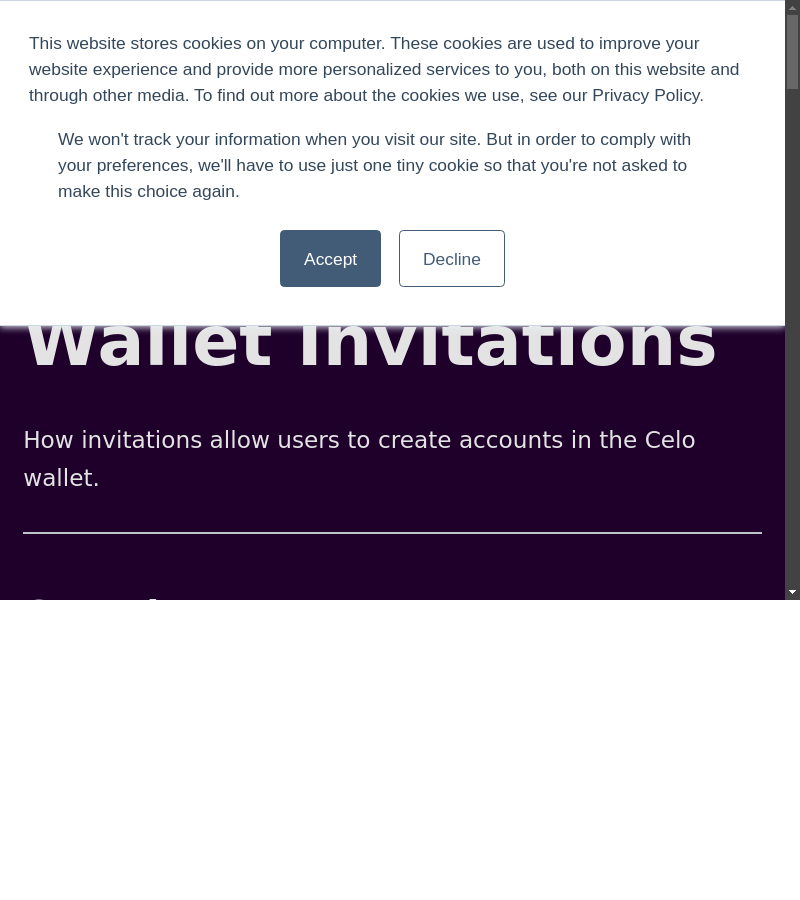 This website stores cookies on your computer. These cookies are used to improve your
website experience and provide more personalized services to you, both on this website and
through other media. To find out more about the cookies we use, see our Privacy Policy.
We won't track your information when you visit our site. But in order to comply with
your preferences, we'll have to use just one tiny cookie so that you're not asked to
make this choice again.
Accept
Decline
Wallet Invitations
How invitations allow users to create accounts in the Celo
wallet.